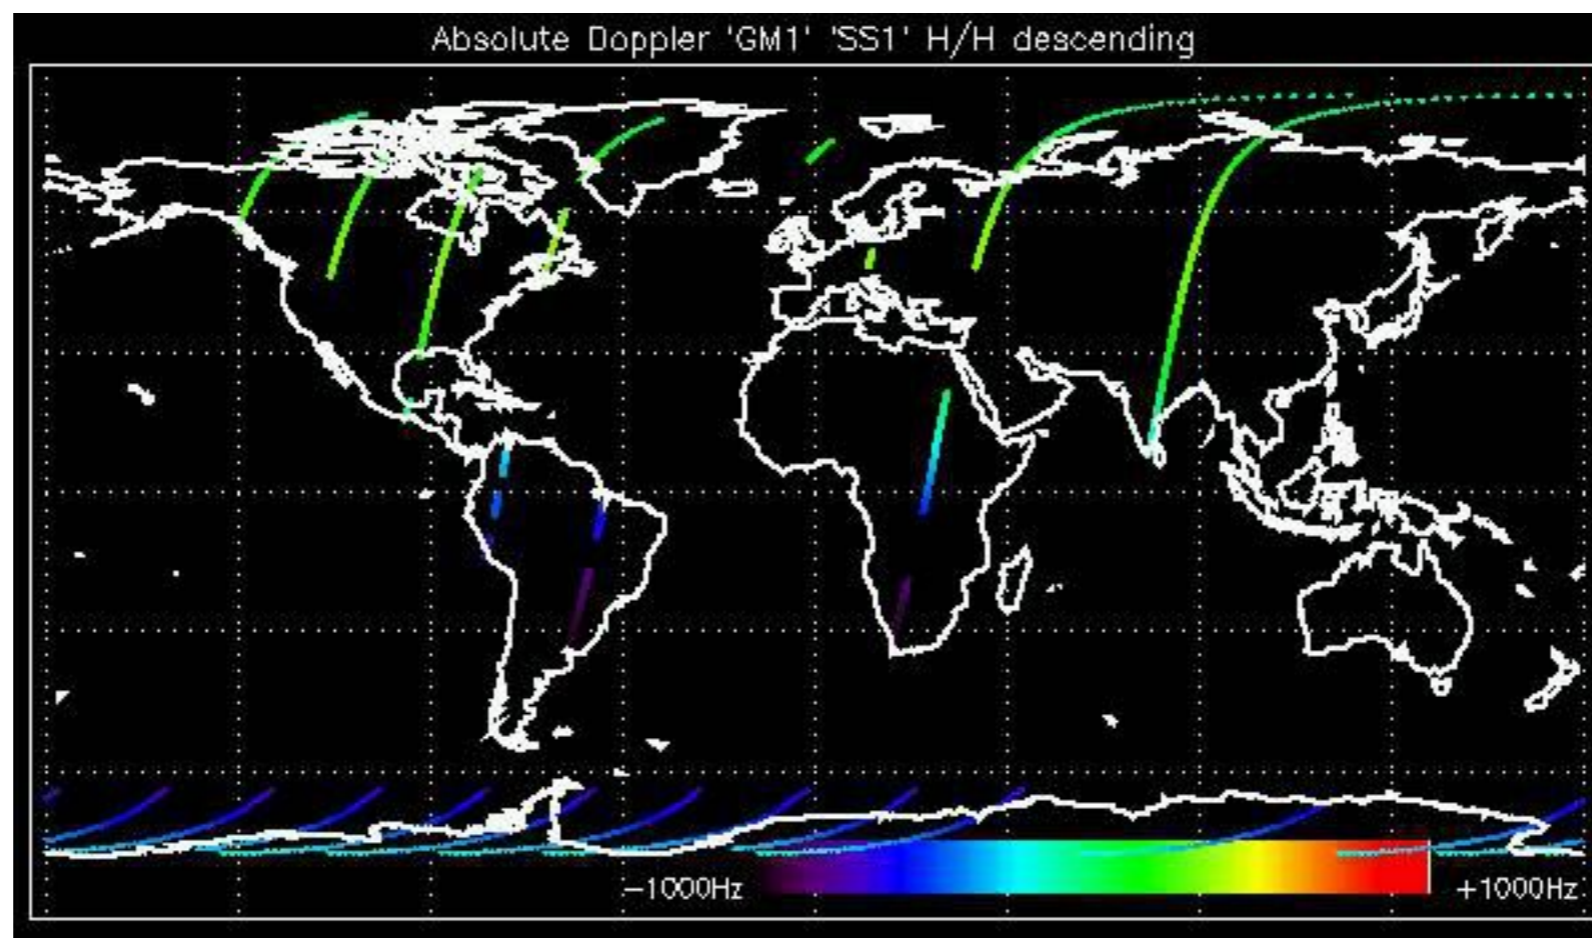 Absolute Doppler 'GM1' 'SS1' H/H descending
−1000Hz
+1000Hz